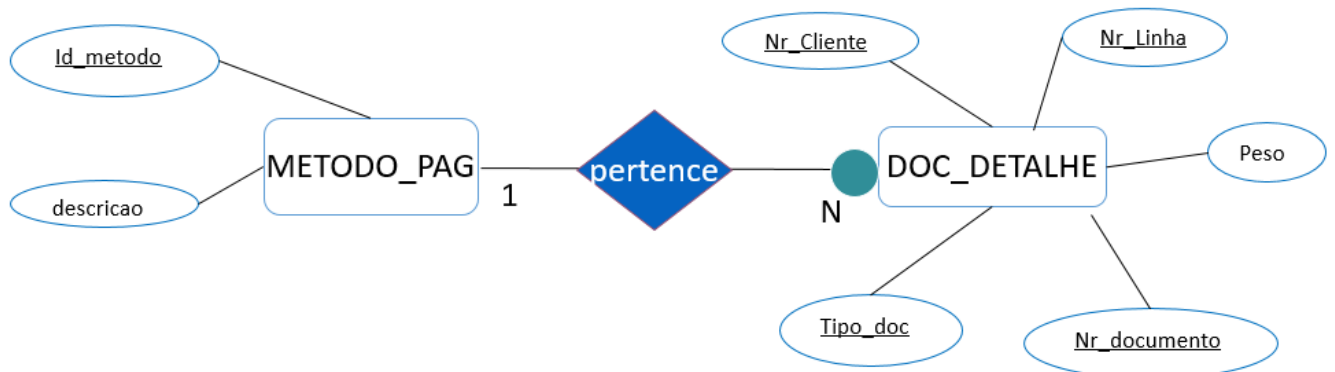 Id_metodo
Nr_Cliente
Nr_Linha
METODO_PAG
pertence
DOC_DETALHE
Peso
descricao
1
N
Tipo_doc
Nr_documento